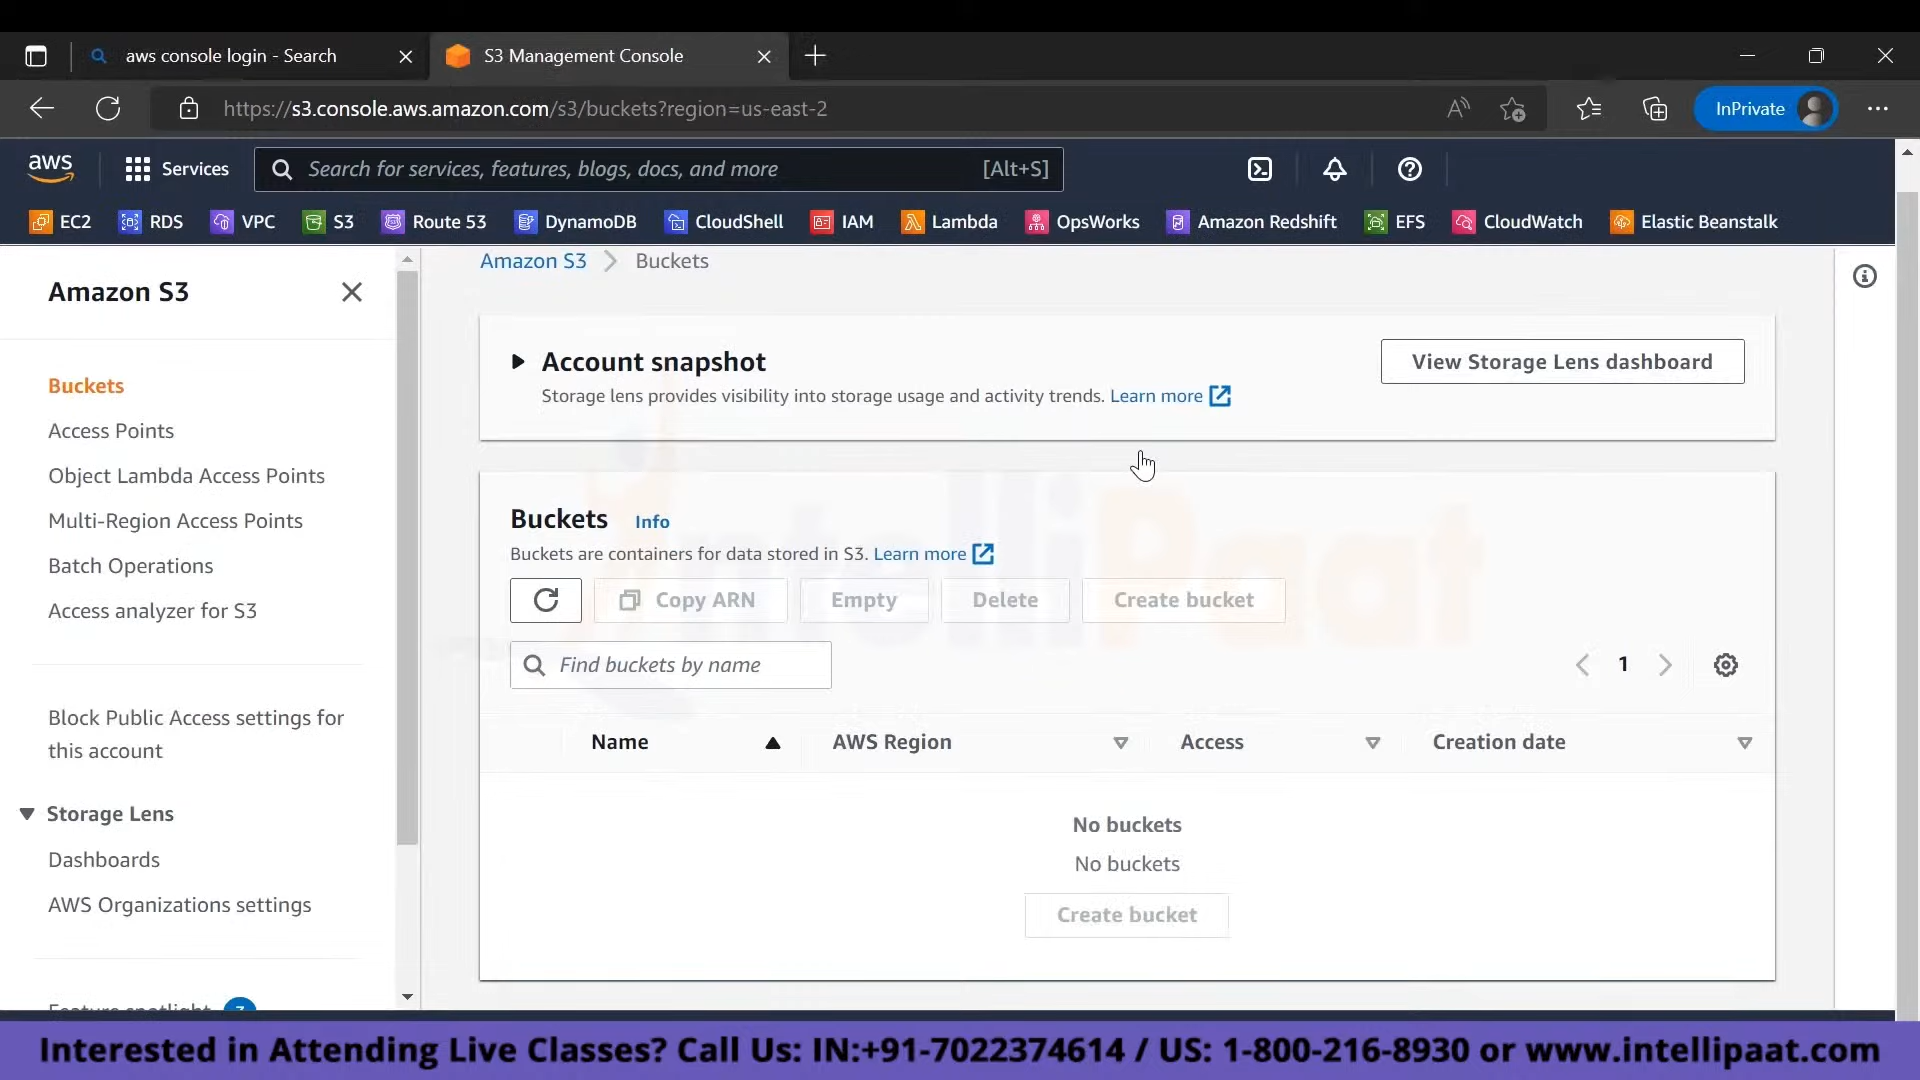 aws console login - Search
S3 Management Console
https://s3.console.aws.amazon.com/s3/buckets?region=us-east-2
InPrivate
aws
Services
Search for services, features, blogs, docs, and more
[Alt+S]
EC2
RDS
VPC
S3
Route 53
DynamoDB
CloudShell
IAM
Lambda
OpsWorks
Amazon Redshift
EFS
CloudWatch
Elastic Beanstalk
Amazon S3
Buckets
Access Points
Object Lambda Access Points
Multi-Region Access Points
Batch Operations
Access analyzer for S3
Block Public Access settings for
this account
Storage Lens
Dashboards
AWS Organizations settings
Feature spotlight
Amazon S3
Buckets
Account snapshot
Storage lens provides visibility into storage usage and activity trends. Learn more
View Storage Lens dashboard
Buckets Info
Buckets are containers for data stored in S3. Learn more
Copy ARN
Empty
Delete
Create bucket
Find buckets by name
1
Name
AWS Region
Access
Creation date
No buckets
No buckets
Create bucket
IntelliPaat
Interested in Attending Live Classes? Call Us: IN:+91-7022374614 / US: 1-800-216-8930 or www.intellipaat.com